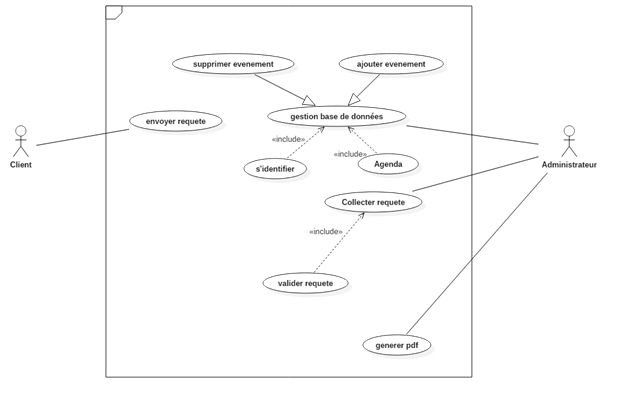 supprimer evenement
ajouter evenement
gestion base de données
envoyer requete
«include»
«include»
Client
Administrateur
s'identifier
Agenda
Collecter requete
«include»
valider requete
generer pdf